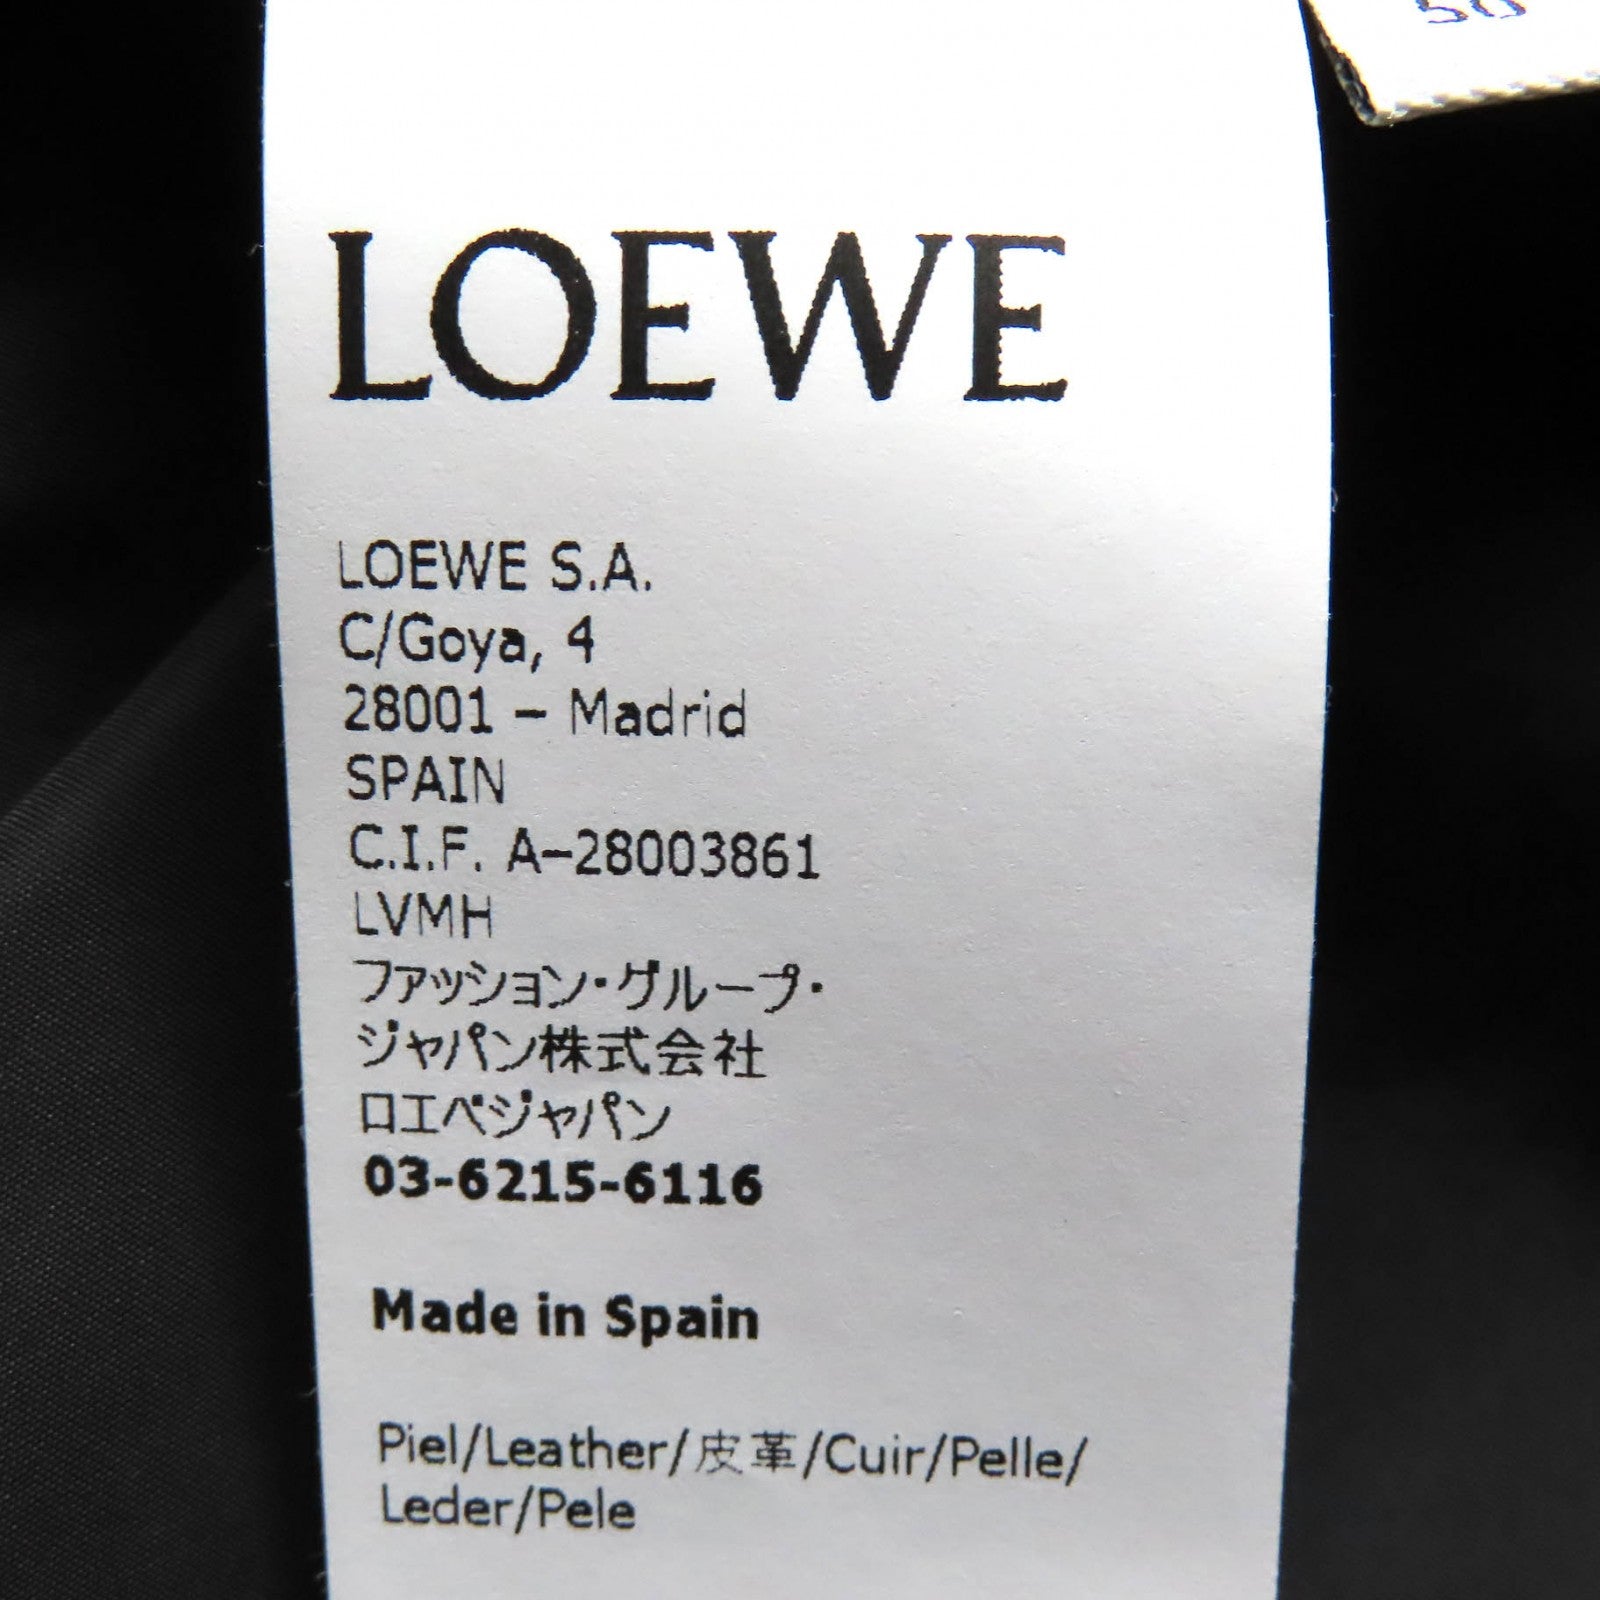 50
LOEWE
LOEWE S.A.
C/Goya, 4
28001 – Madrid
SPAIN
C.I.F. A–28003861
LVMH
ファッション・グループ・
ジャパン株式会社
ロエベジャパン
03-6215-6116
Made in Spain
Piel/Leather/皮革/Cuir/Pelle/
Leder/Pele